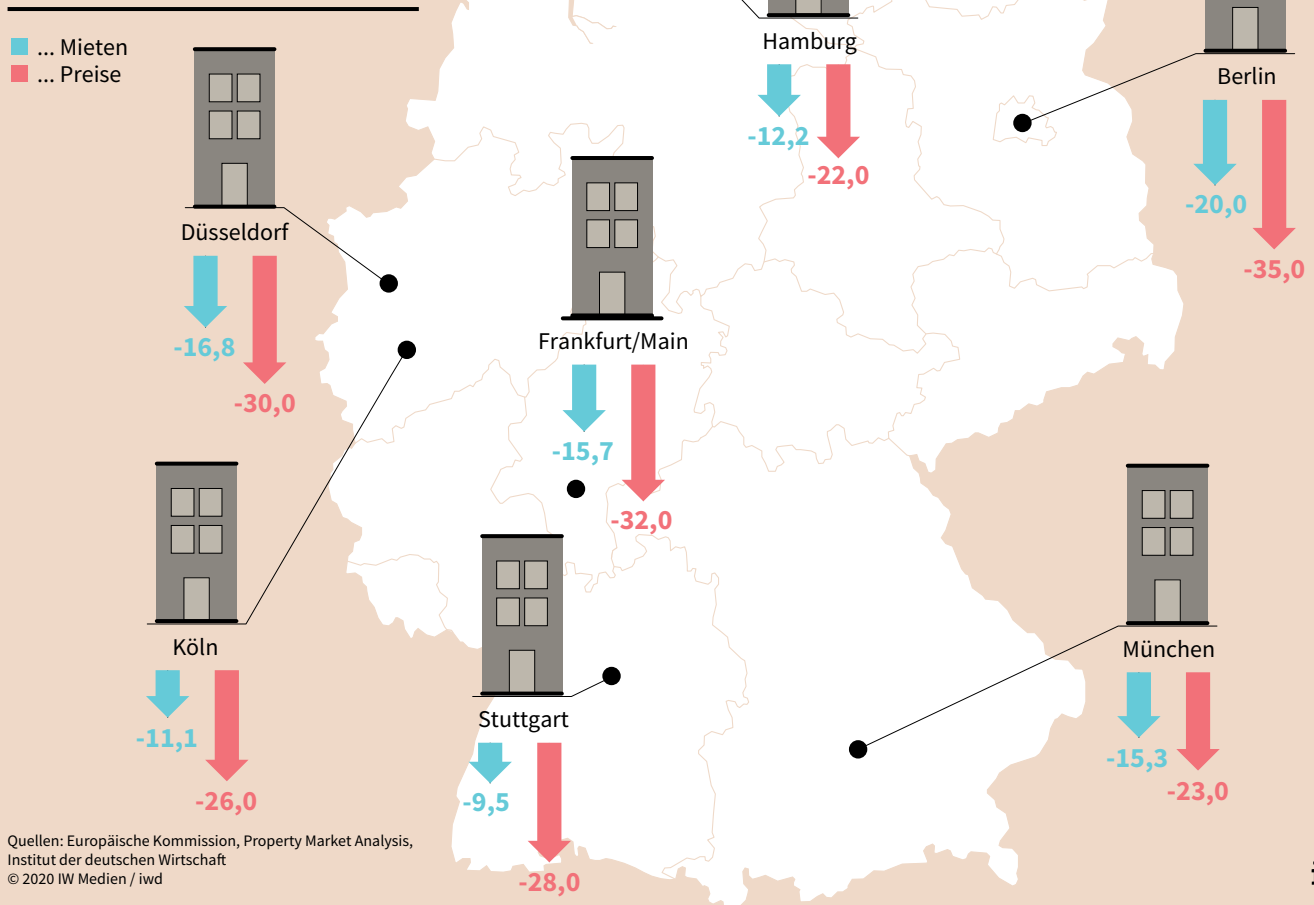 ... Mieten
... Preise
Hamburg
-12,2
-22,0
Berlin
-20,0
-35,0
Düsseldorf
-16,8
-30,0
Frankfurt/Main
-15,7
-32,0
Köln
-11,1
-26,0
Stuttgart
-9,5
-28,0
München
-15,3
-23,0
Quellen: Europäische Kommission, Property Market Analysis,
Institut der deutschen Wirtschaft
© 2020 IW Medien / iwd